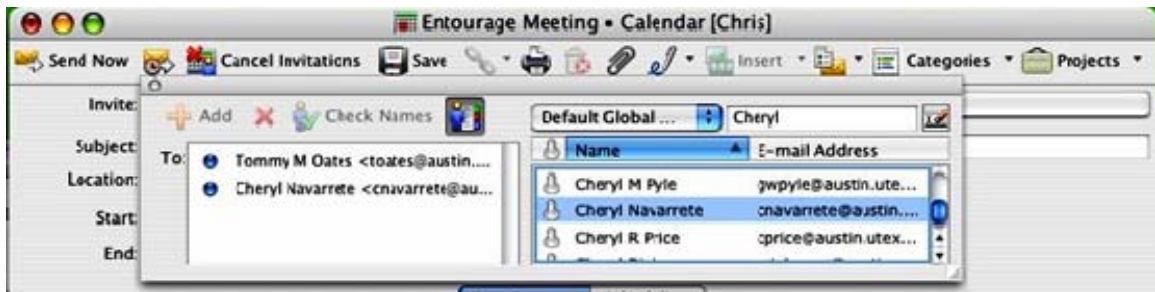 Entourage Meeting • Calendar [Chris]
Send Now Cancel Invitations Save Insert Categories Projects
Invite:
Add Check Names Default Global ... Cheryl
Subject:
Name E-mail Address
To: Tommy M Oates <toates@austin....
Cheryl M Pyle gwpyle@austin.ute...
Location:
Cheryl Navarrete <cnavarrete@au...
Cheryl Navarrete cnavarrete@austin....
Start:
Cheryl R Price cprice@austin.utex...
End: